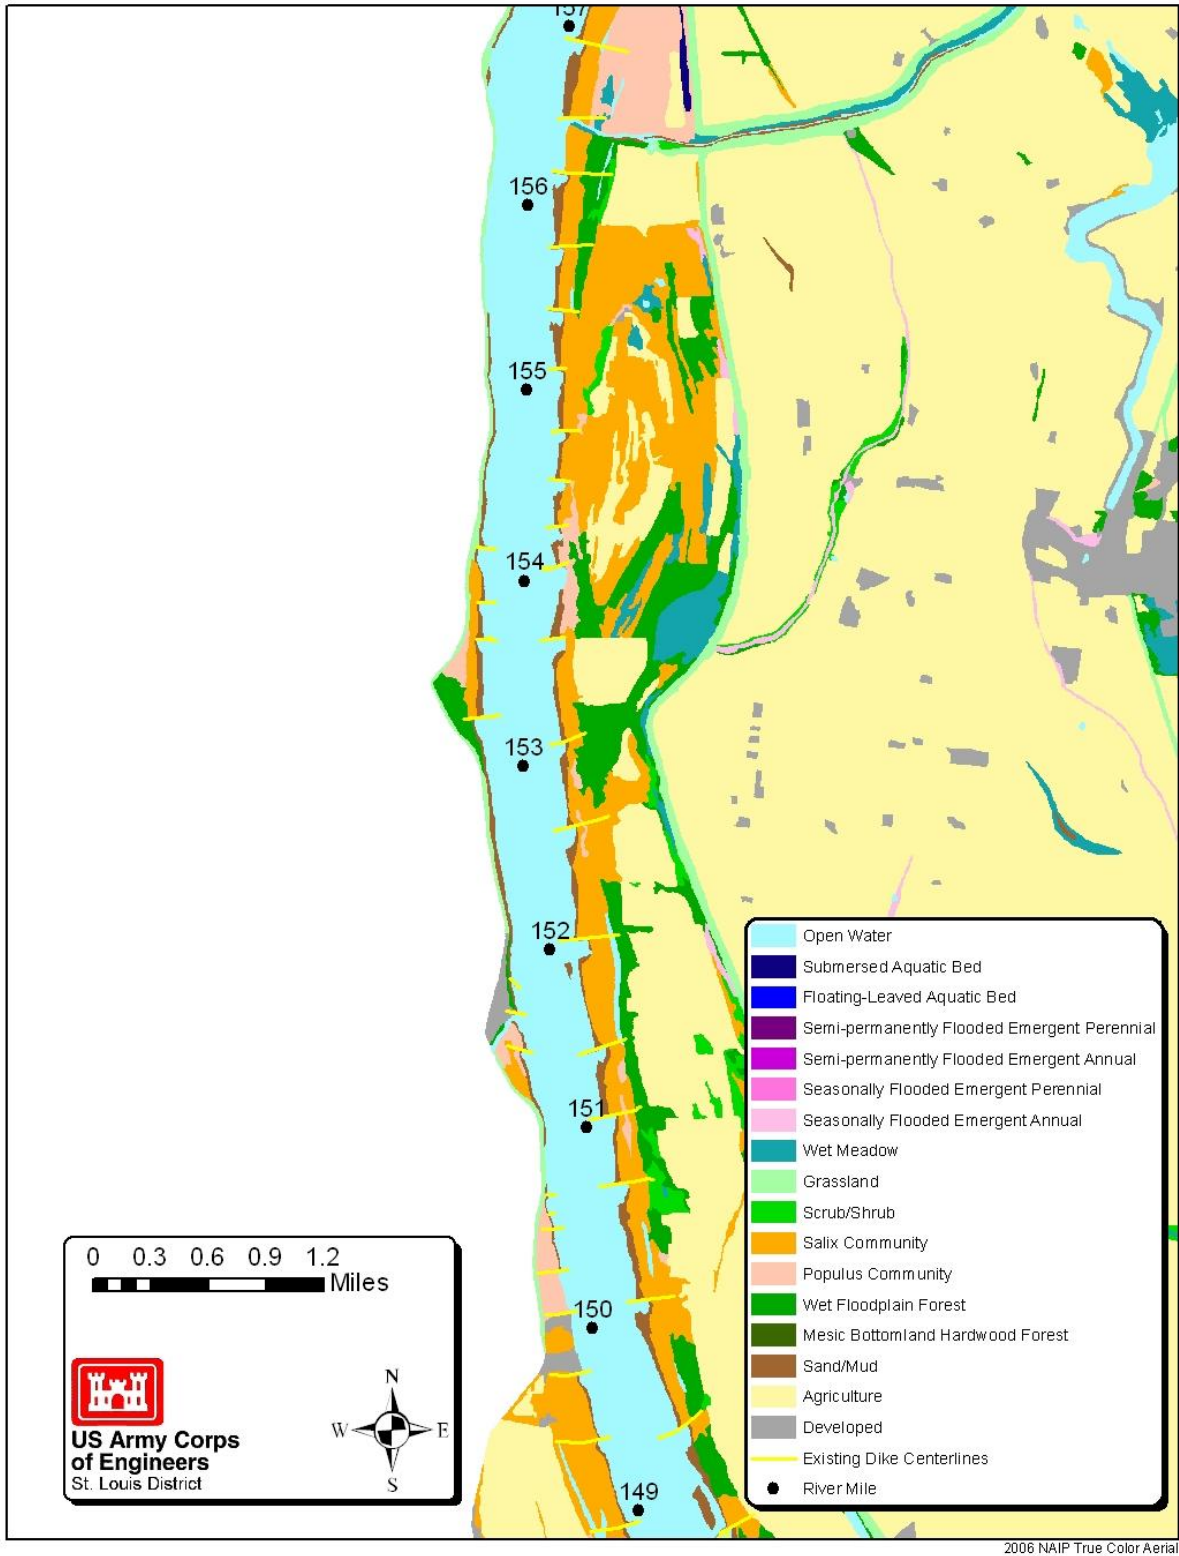 157
156
155
154
153
152
151
150
149
Open Water
Submersed Aquatic Bed
Floating-Leaved Aquatic Bed
Semi-permanently Flooded Emergent Perennial
Semi-permanently Flooded Emergent Annual
Seasonally Flooded Emergent Perennial
Seasonally Flooded Emergent Annual
Wet Meadow
Grassland
Scrub/Shrub
Salix Community
Populus Community
Wet Floodplain Forest
Mesic Bottomland Hardwood Forest
Sand/Mud
Agriculture
Developed
Existing Dike Centerlines
River Mile
0 0.3 0.6 0.9 1.2
Miles
US Army Corps
of Engineers
St. Louis District
N
W E
S
2006 NAIP True Color Aerial